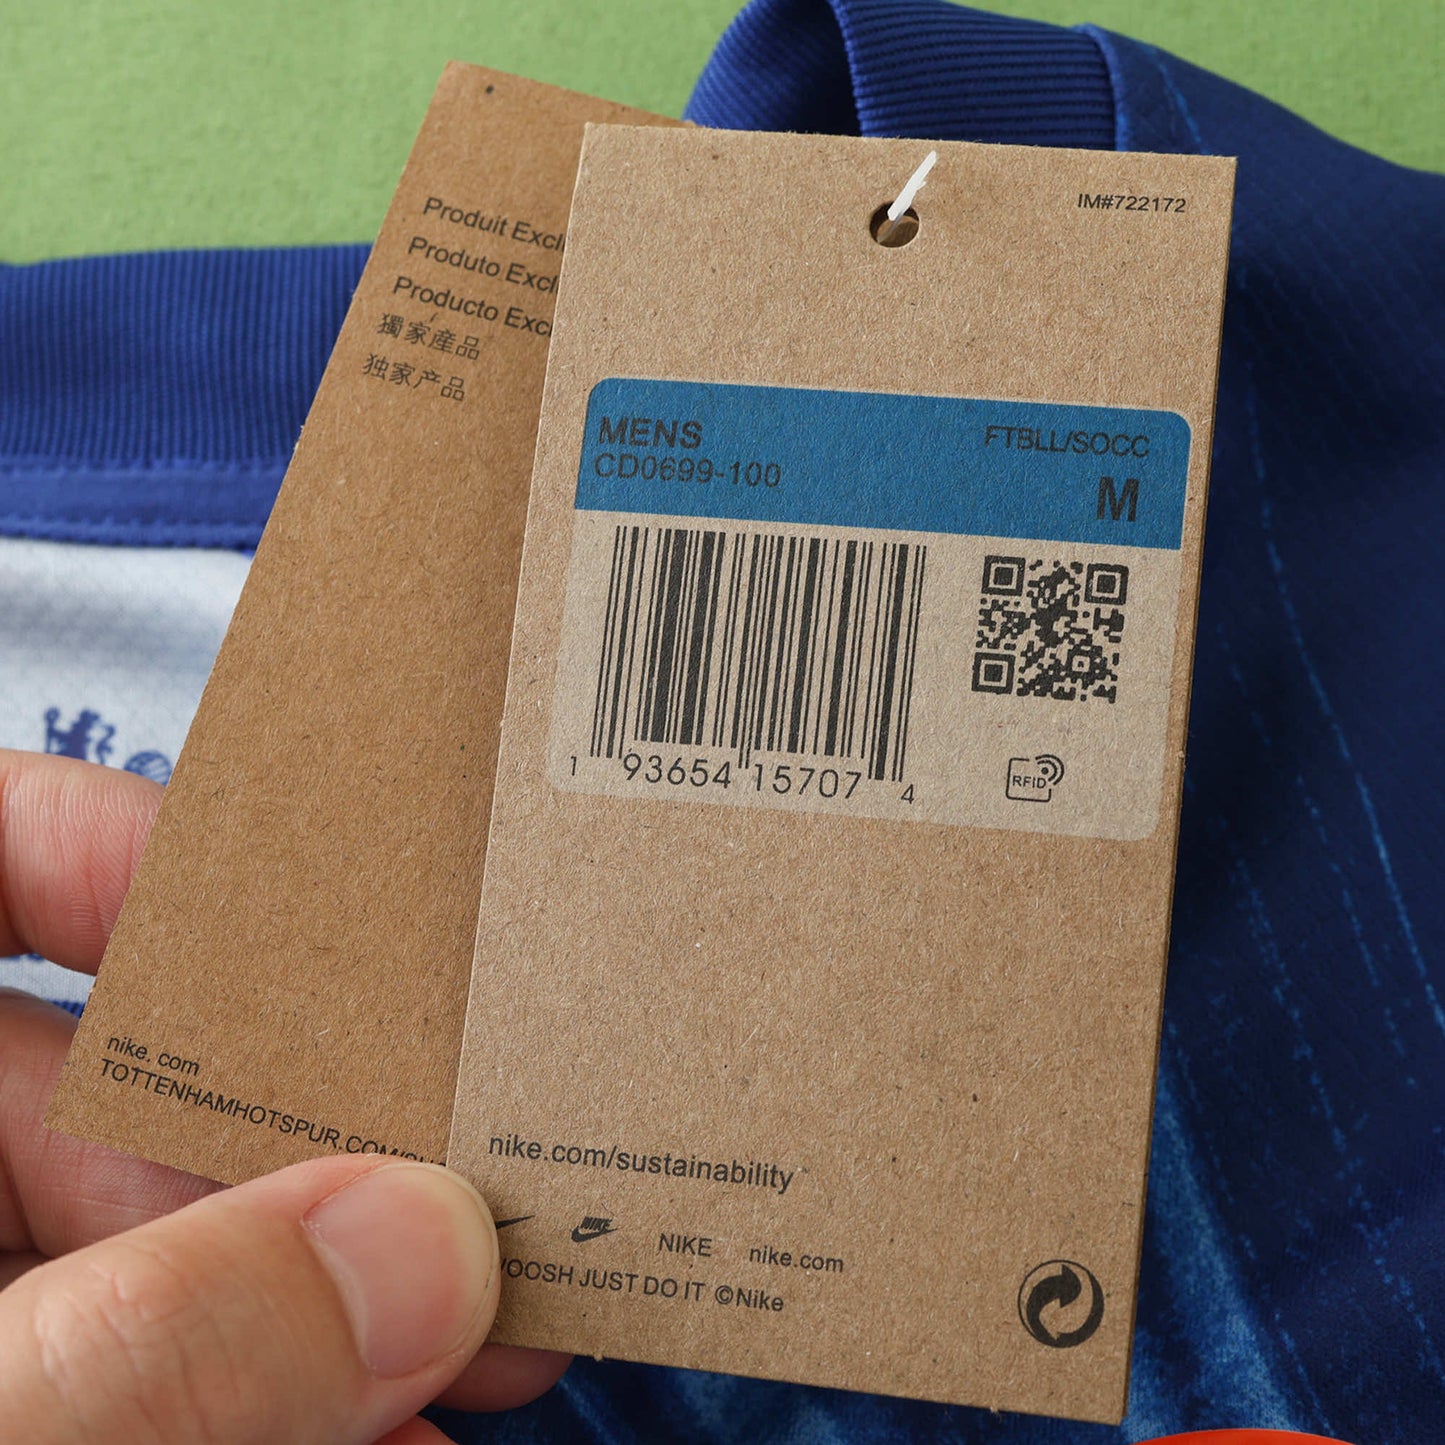 Produit Excl
Produto Excl
Producto Exc
獨家産品
独家产品
nike. com
TOTTENHAMHOTSPUR.COM
IM#722172
MENS
FTBLL/SOCC
CD0699-100
M
1 93654 15707 4
RFID
nike.com/sustainability
NIKE
NIKE
nike.com
OOSH JUST DO IT ©Nike